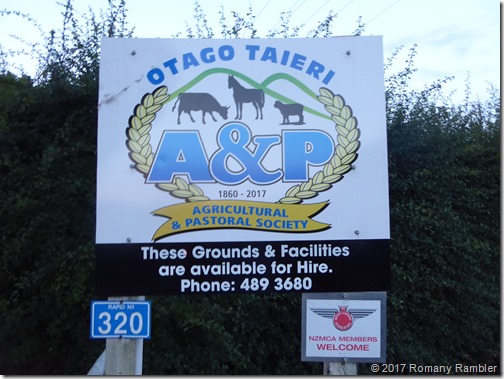 OTAGO TAIERI
A&P
1860 - 2017
AGRICULTURAL
& PASTORAL SOCIETY
These Grounds & Facilities
are available for Hire.
Phone: 489 3680
RAPID Nº
320
NZMCA MEMBERS
WELCOME
© 2017 Romany Rambler